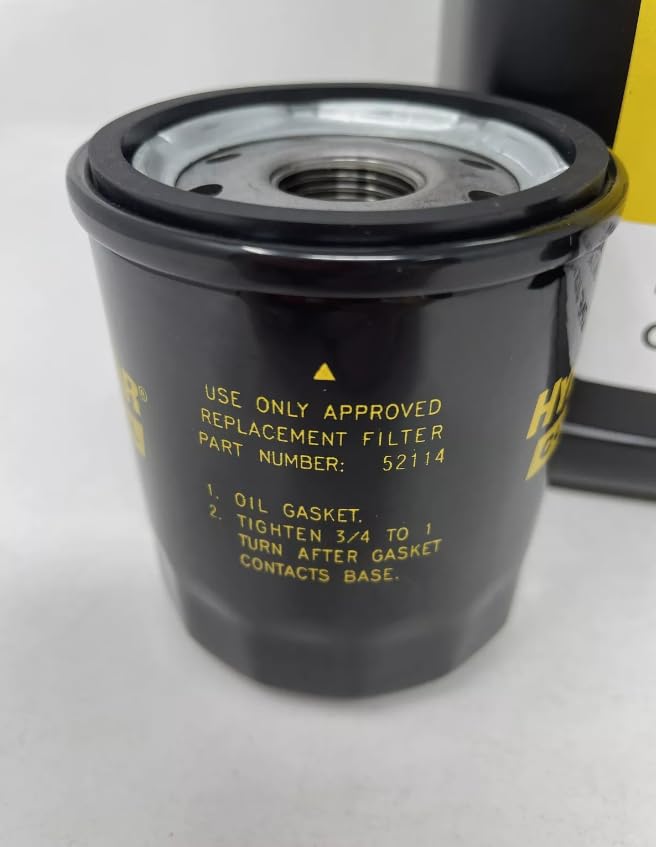 USE ONLY APPROVED
REPLACEMENT FILTER
PART NUMBER: 52114
1. OIL GASKET.
2. TIGHTEN 3/4 TO 1
TURN AFTER GASKET
CONTACTS BASE.